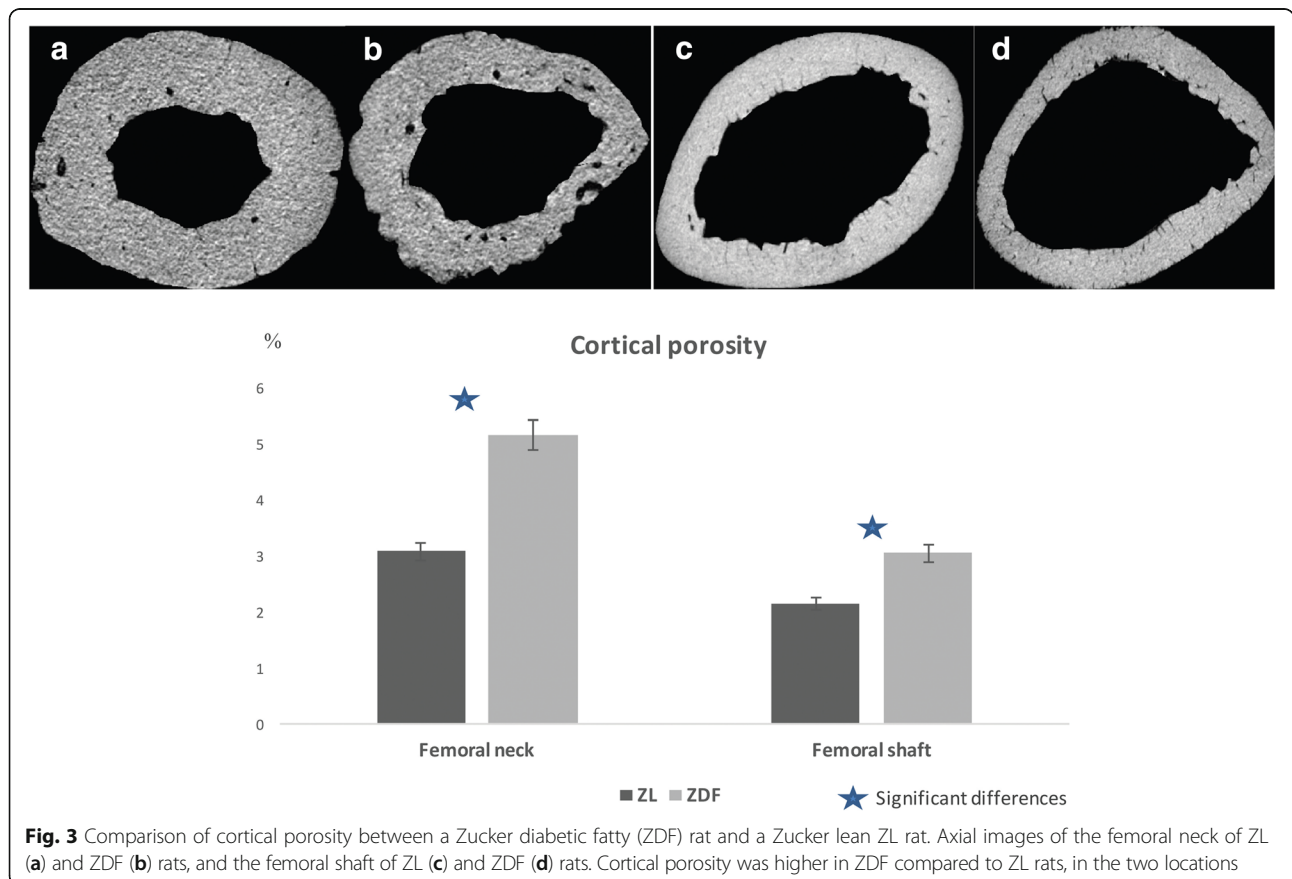 a b c d
% Cortical porosity
6
5
4
3
2
1
0
Femoral neck Femoral shaft
ZL ZDF Significant differences
Fig. 3 Comparison of cortical porosity between a Zucker diabetic fatty (ZDF) rat and a Zucker lean ZL rat. Axial images of the femoral neck of ZL
(a) and ZDF (b) rats, and the femoral shaft of ZL (c) and ZDF (d) rats. Cortical porosity was higher in ZDF compared to ZL rats, in the two locations